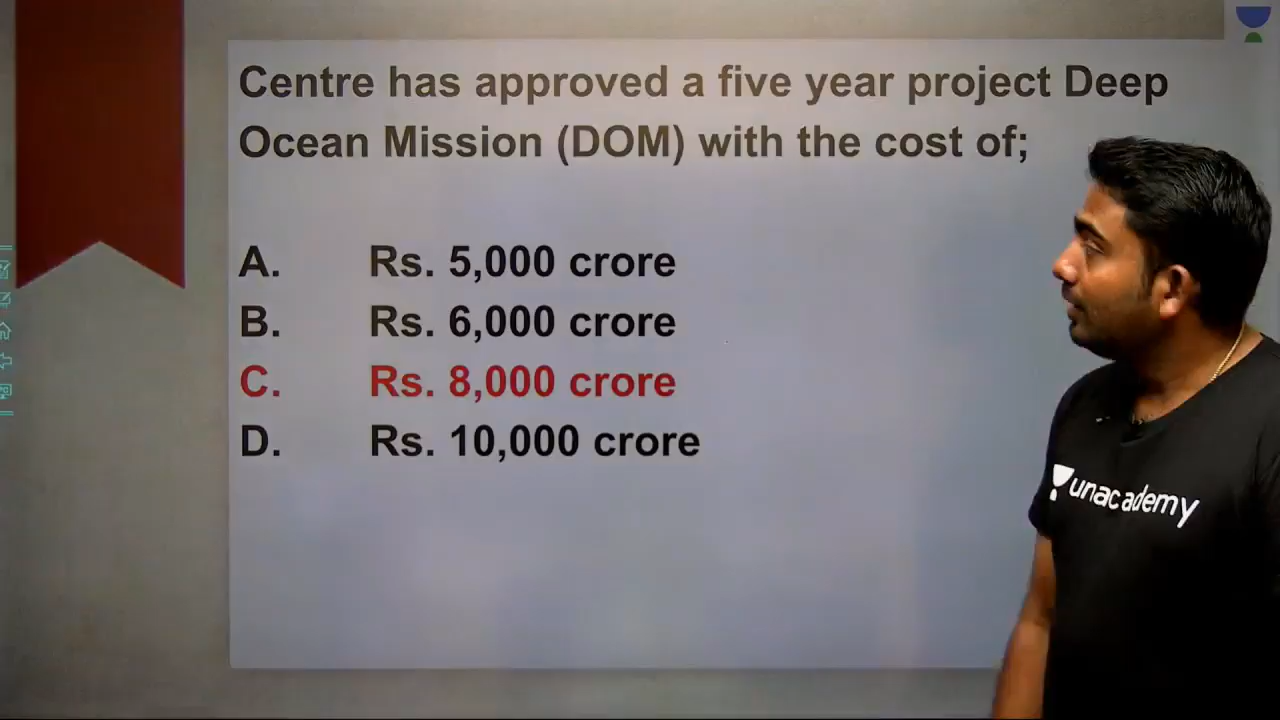 Centre has approved a five year project Deep
Ocean Mission (DOM) with the cost of;
A. Rs. 5,000 crore
B. Rs. 6,000 crore
C. Rs. 8,000 crore
D. Rs. 10,000 crore
unacademy